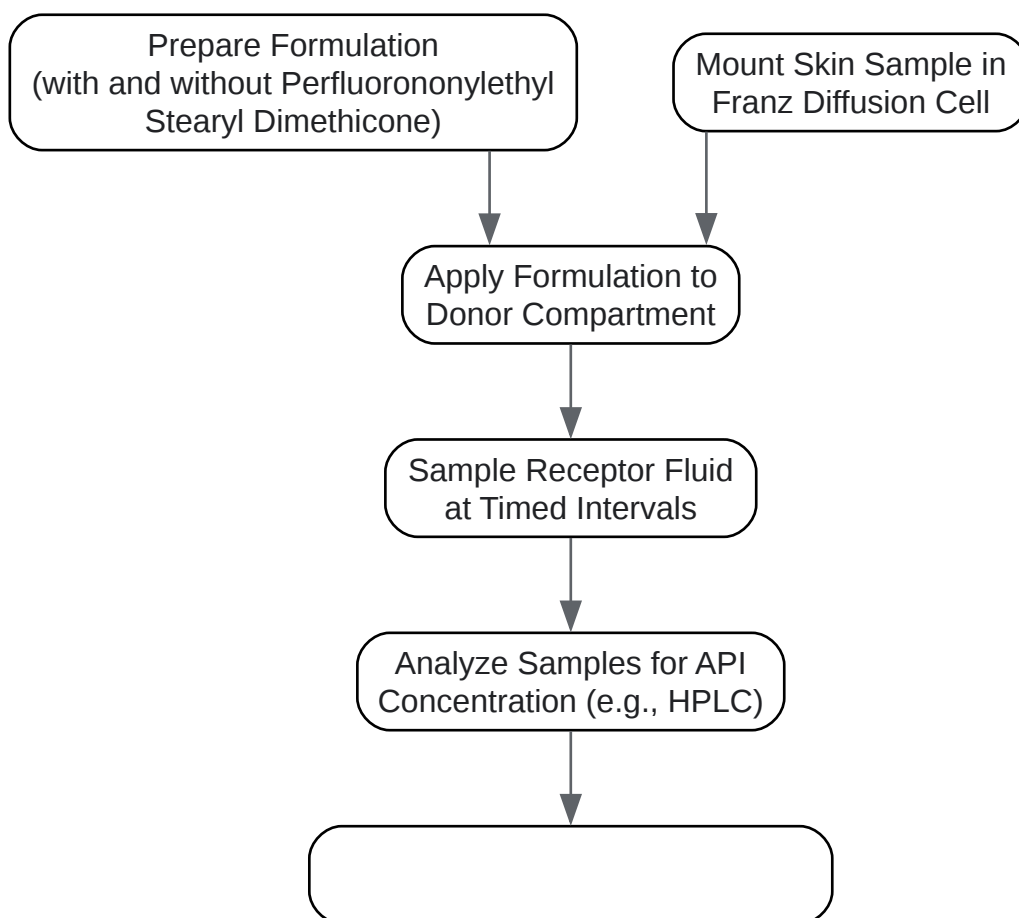 Prepare Formulation
(with and without Perfluorononylethyl
Stearyl Dimethicone)
Mount Skin Sample in
Franz Diffusion Cell
Apply Formulation to
Donor Compartment
Sample Receptor Fluid
at Timed Intervals
Analyze Samples for API
Concentration (e.g., HPLC)